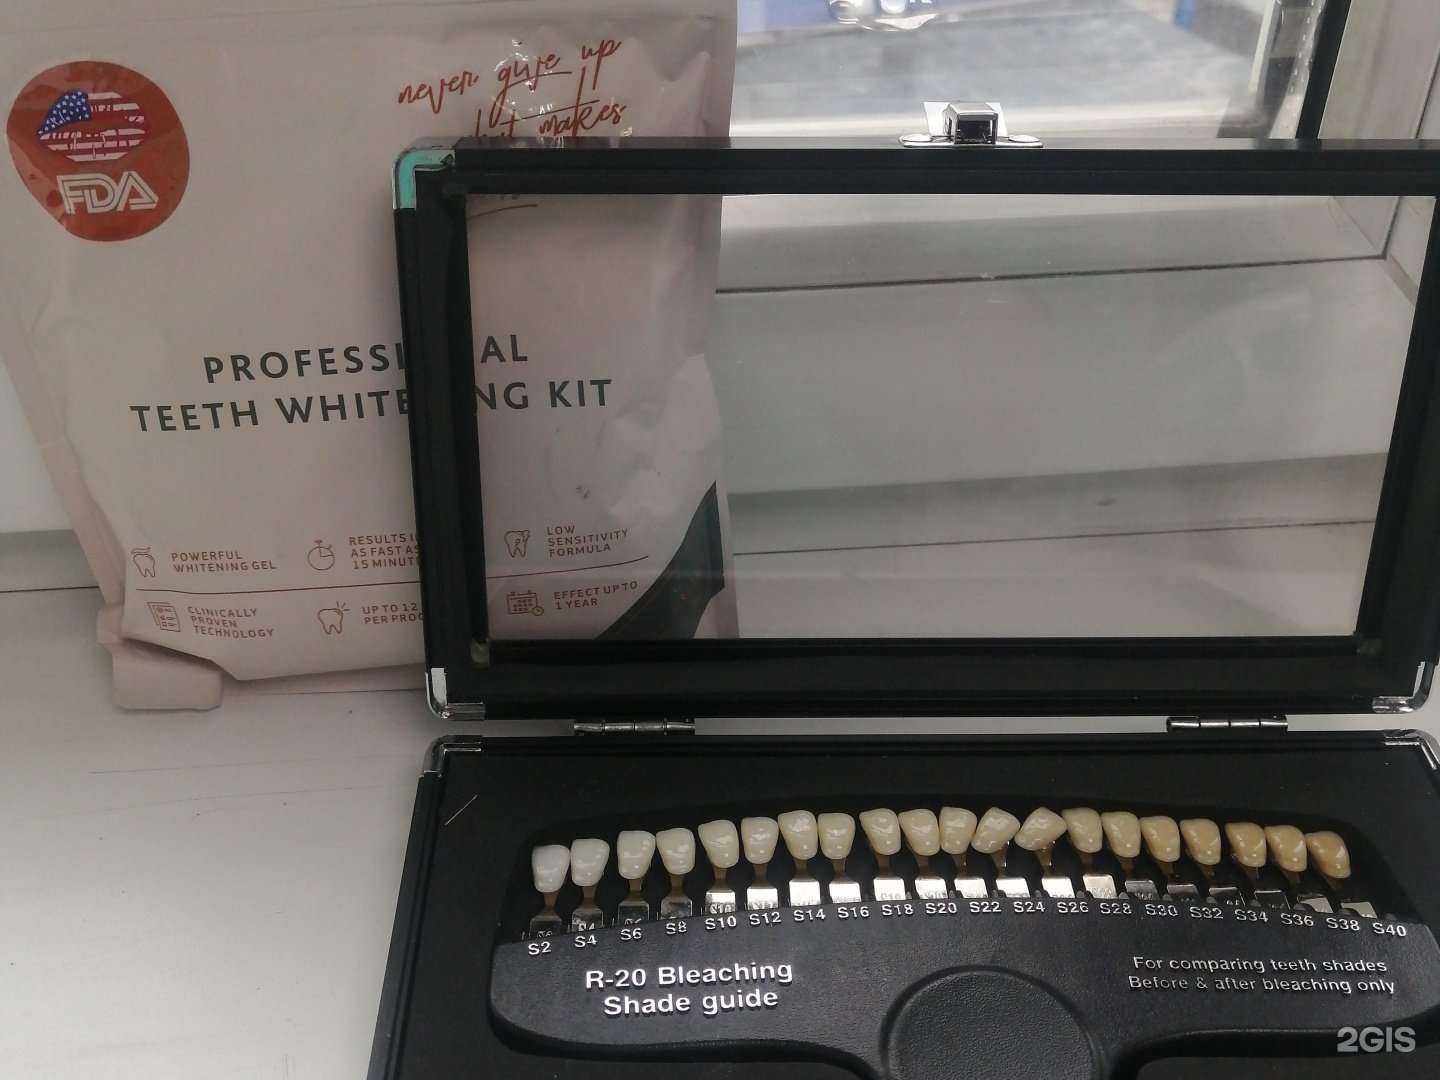 never give up
makes
FDA
PROFESSI AL
TEETH WHITE NG KIT
POWERFUL
WHITENING GEL
RESULTS I
AS FAST AS
15 MINUT
LOW
SENSITIVITY
FORMULA
CLINICALLY
PROVEN
TECHNOLOGY
UP TO 12
PER PRO
EFFECT UP TO
1 YEAR
S2 S4 S6 S8 S10 S12 S14 S16 S18 S20 S22 S24 S26 S28 S30 S32 S34 S36 S38 S40
R-20 Bleaching
Shade guide
For comparing teeth shades
Before & after bleaching only
2GIS